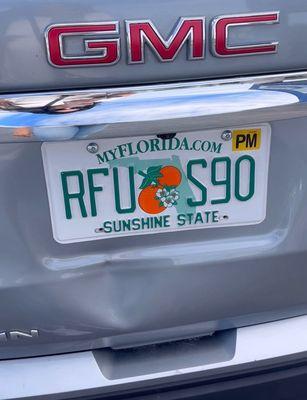 GMC
MYFLORIDA.COM
PM
RFU S90
SUNSHINE STATE